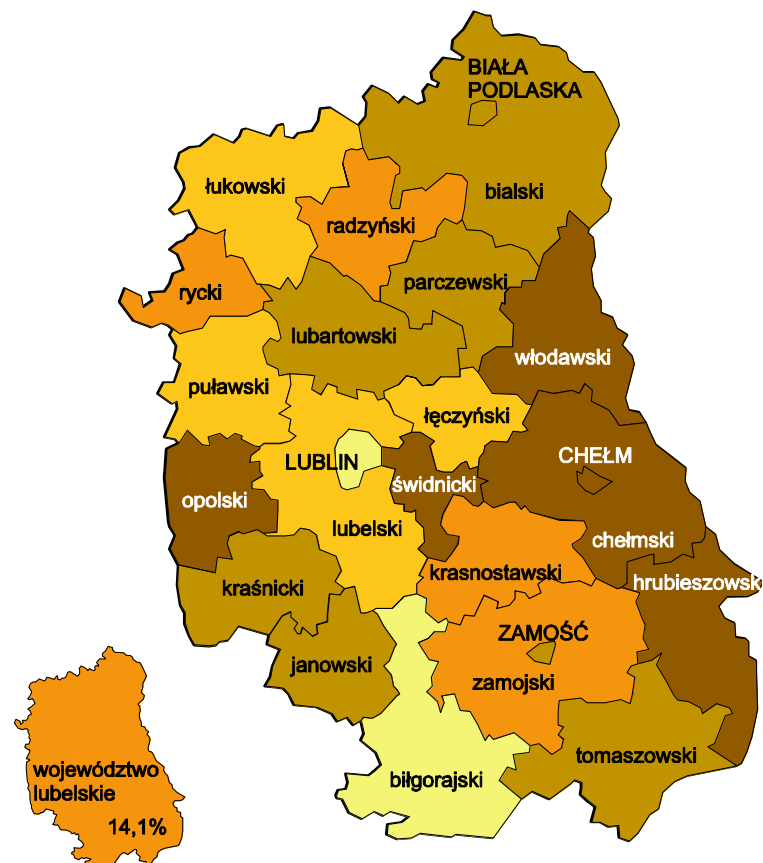 BIAŁA
PODLASKA
łukowski
bialski
radzyński
parczewski
rycki
lubartowski
włodawski
puławski
łęczyński
LUBLIN
CHEŁM
świdnicki
opolski
lubelski
chełmski
krasnostawski
hrubieszowsk
kraśnicki
ZAMOŚĆ
janowski
zamojski
tomaszowski
biłgorajski
województwo
lubelskie
14,1%